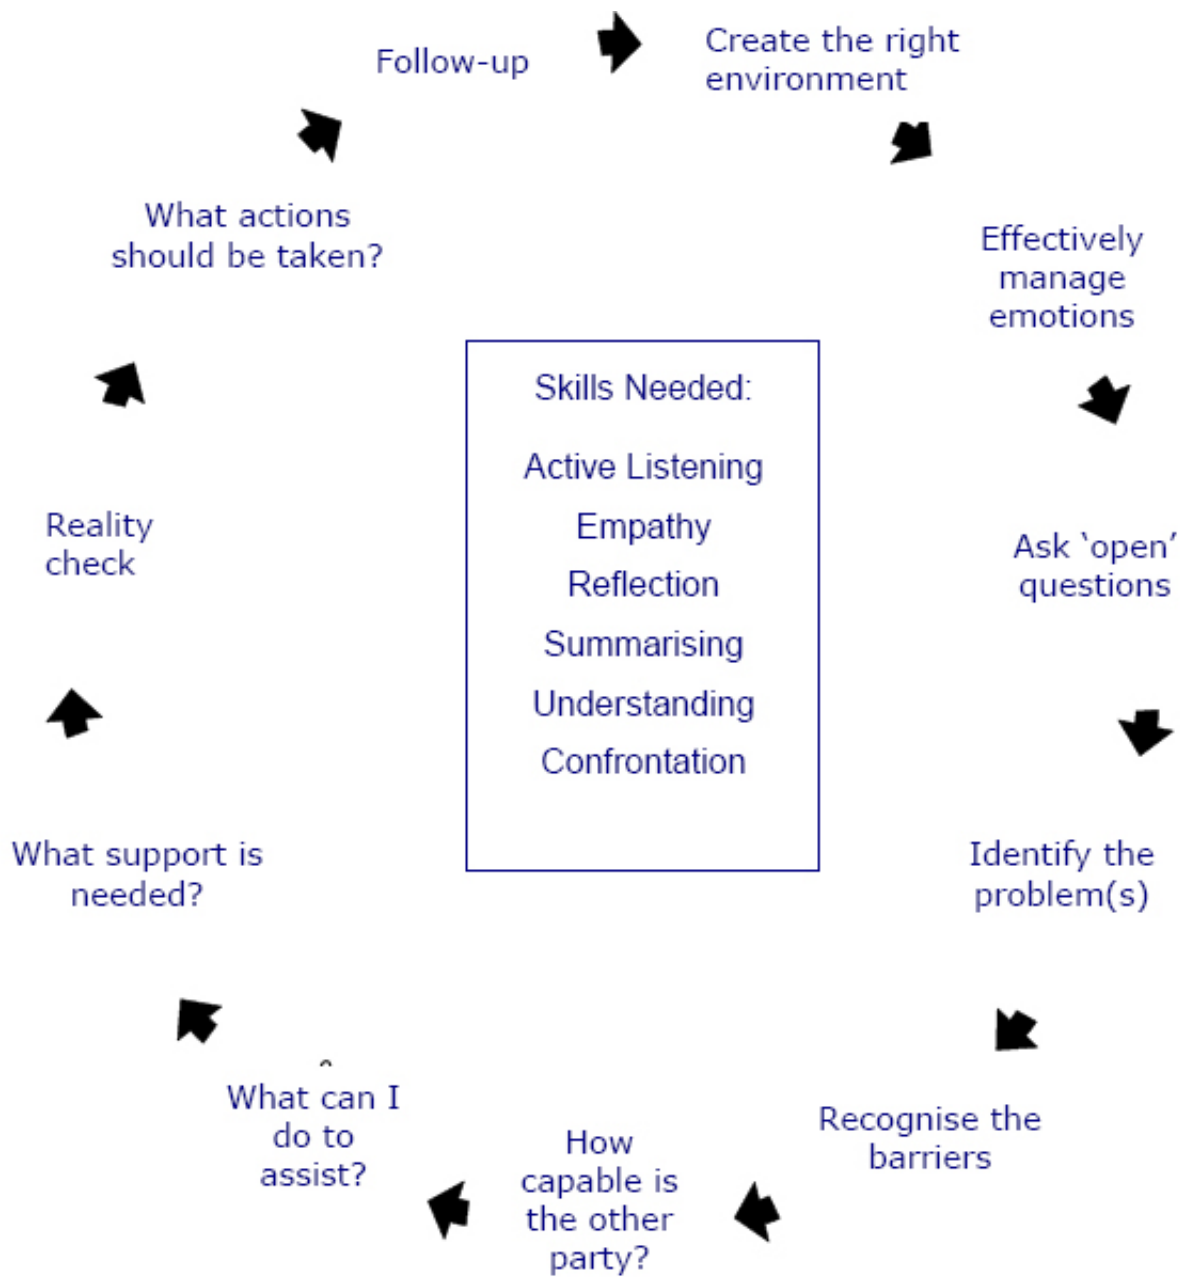 Follow-up
Create the right
environment
Effectively
manage
emotions
Ask ‘open’
questions
Identify the
problem(s)
Recognise the
barriers
How
capable is
the other
party?
What can I
do to
assist?
What support is
needed?
Reality
check
What actions
should be taken?
Skills Needed:
Active Listening
Empathy
Reflection
Summarising
Understanding
Confrontation